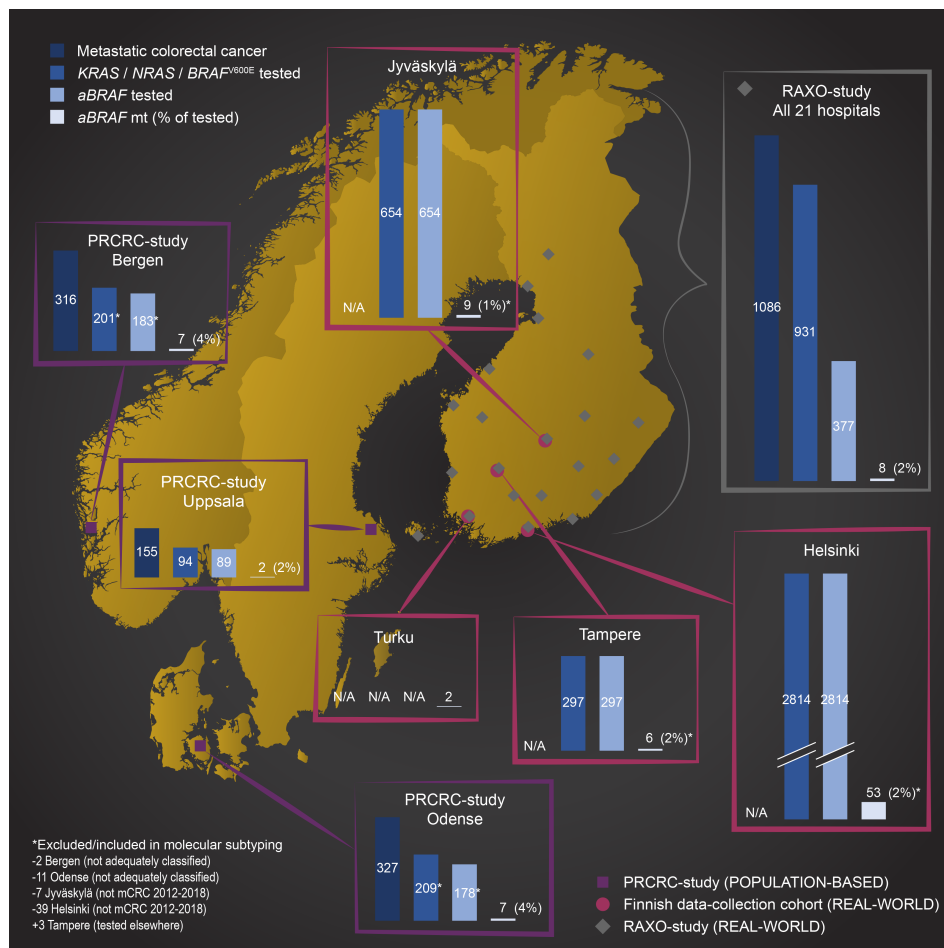 Metastatic colorectal cancer
KRAS / NRAS / BRAFV600E tested
aBRAF tested
aBRAF mt (% of tested)
Jyväskylä
N/A
654
654
9 (1%)*
RAXO-study
All 21 hospitals
1086
931
377
8 (2%)
PRCRC-study
Bergen
316
201*
183*
7 (4%)
PRCRC-study
Uppsala
155
94
89
2 (2%)
Turku
N/A
N/A
N/A
2
Tampere
N/A
297
297
6 (2%)*
Helsinki
N/A
2814
2814
53 (2%)*
PRCRC-study
Odense
327
209*
178*
7 (4%)
*Excluded/included in molecular subtyping
-2 Bergen (not adequately classified)
-11 Odense (not adequately classified)
-7 Jyväskylä (not mCRC 2012-2018)
-39 Helsinki (not mCRC 2012-2018)
+3 Tampere (tested elsewhere)
PRCRC-study (POPULATION-BASED)
Finnish data-collection cohort (REAL-WORLD)
RAXO-study (REAL-WORLD)